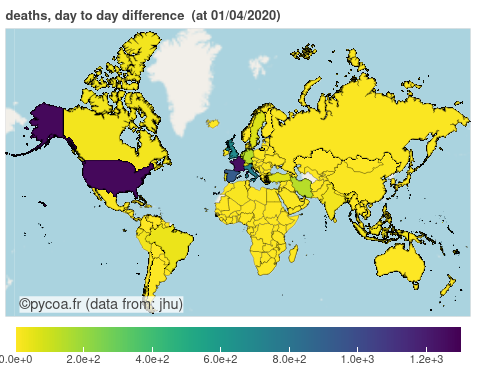 deaths, day to day difference (at 01/04/2020)
©pycoa.fr (data from: jhu)
0.0e+0 2.0e+2 4.0e+2 6.0e+2 8.0e+2 1.0e+3 1.2e+3